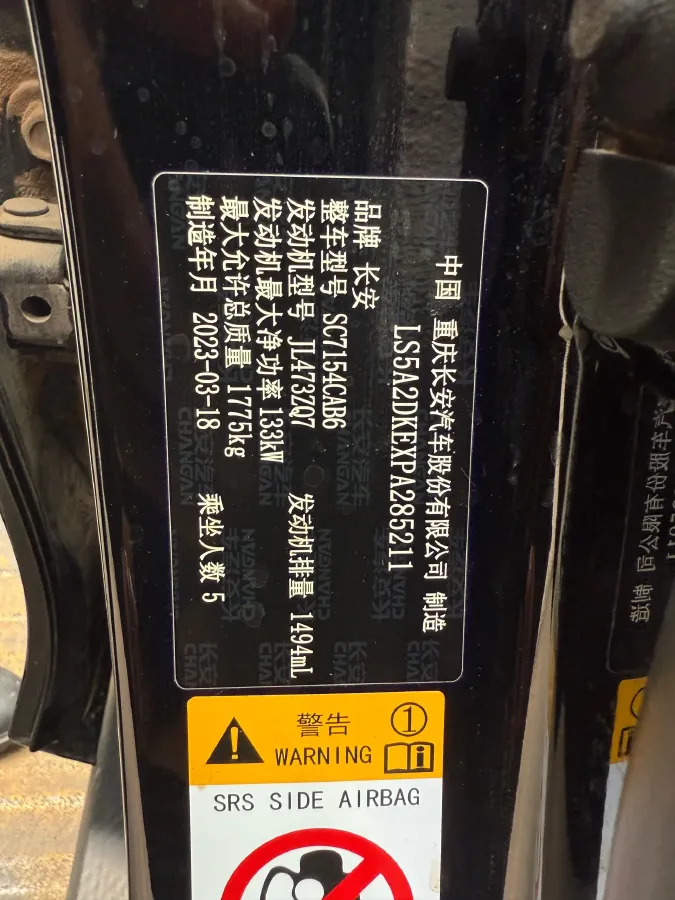 中国 重庆长安汽车股份有限公司 制造
LS5A2DKEXPA285211
品牌 长安
整车型号 SC7154CAB6
发动机型号 JL473ZQ7 发动机排量 1494mL
发动机最大净功率 133kW
最大允许总质量 1775kg
制造年月 2023-03-18 乘坐人数 5
警告 ①
WARNING
SRS SIDE AIRBAG